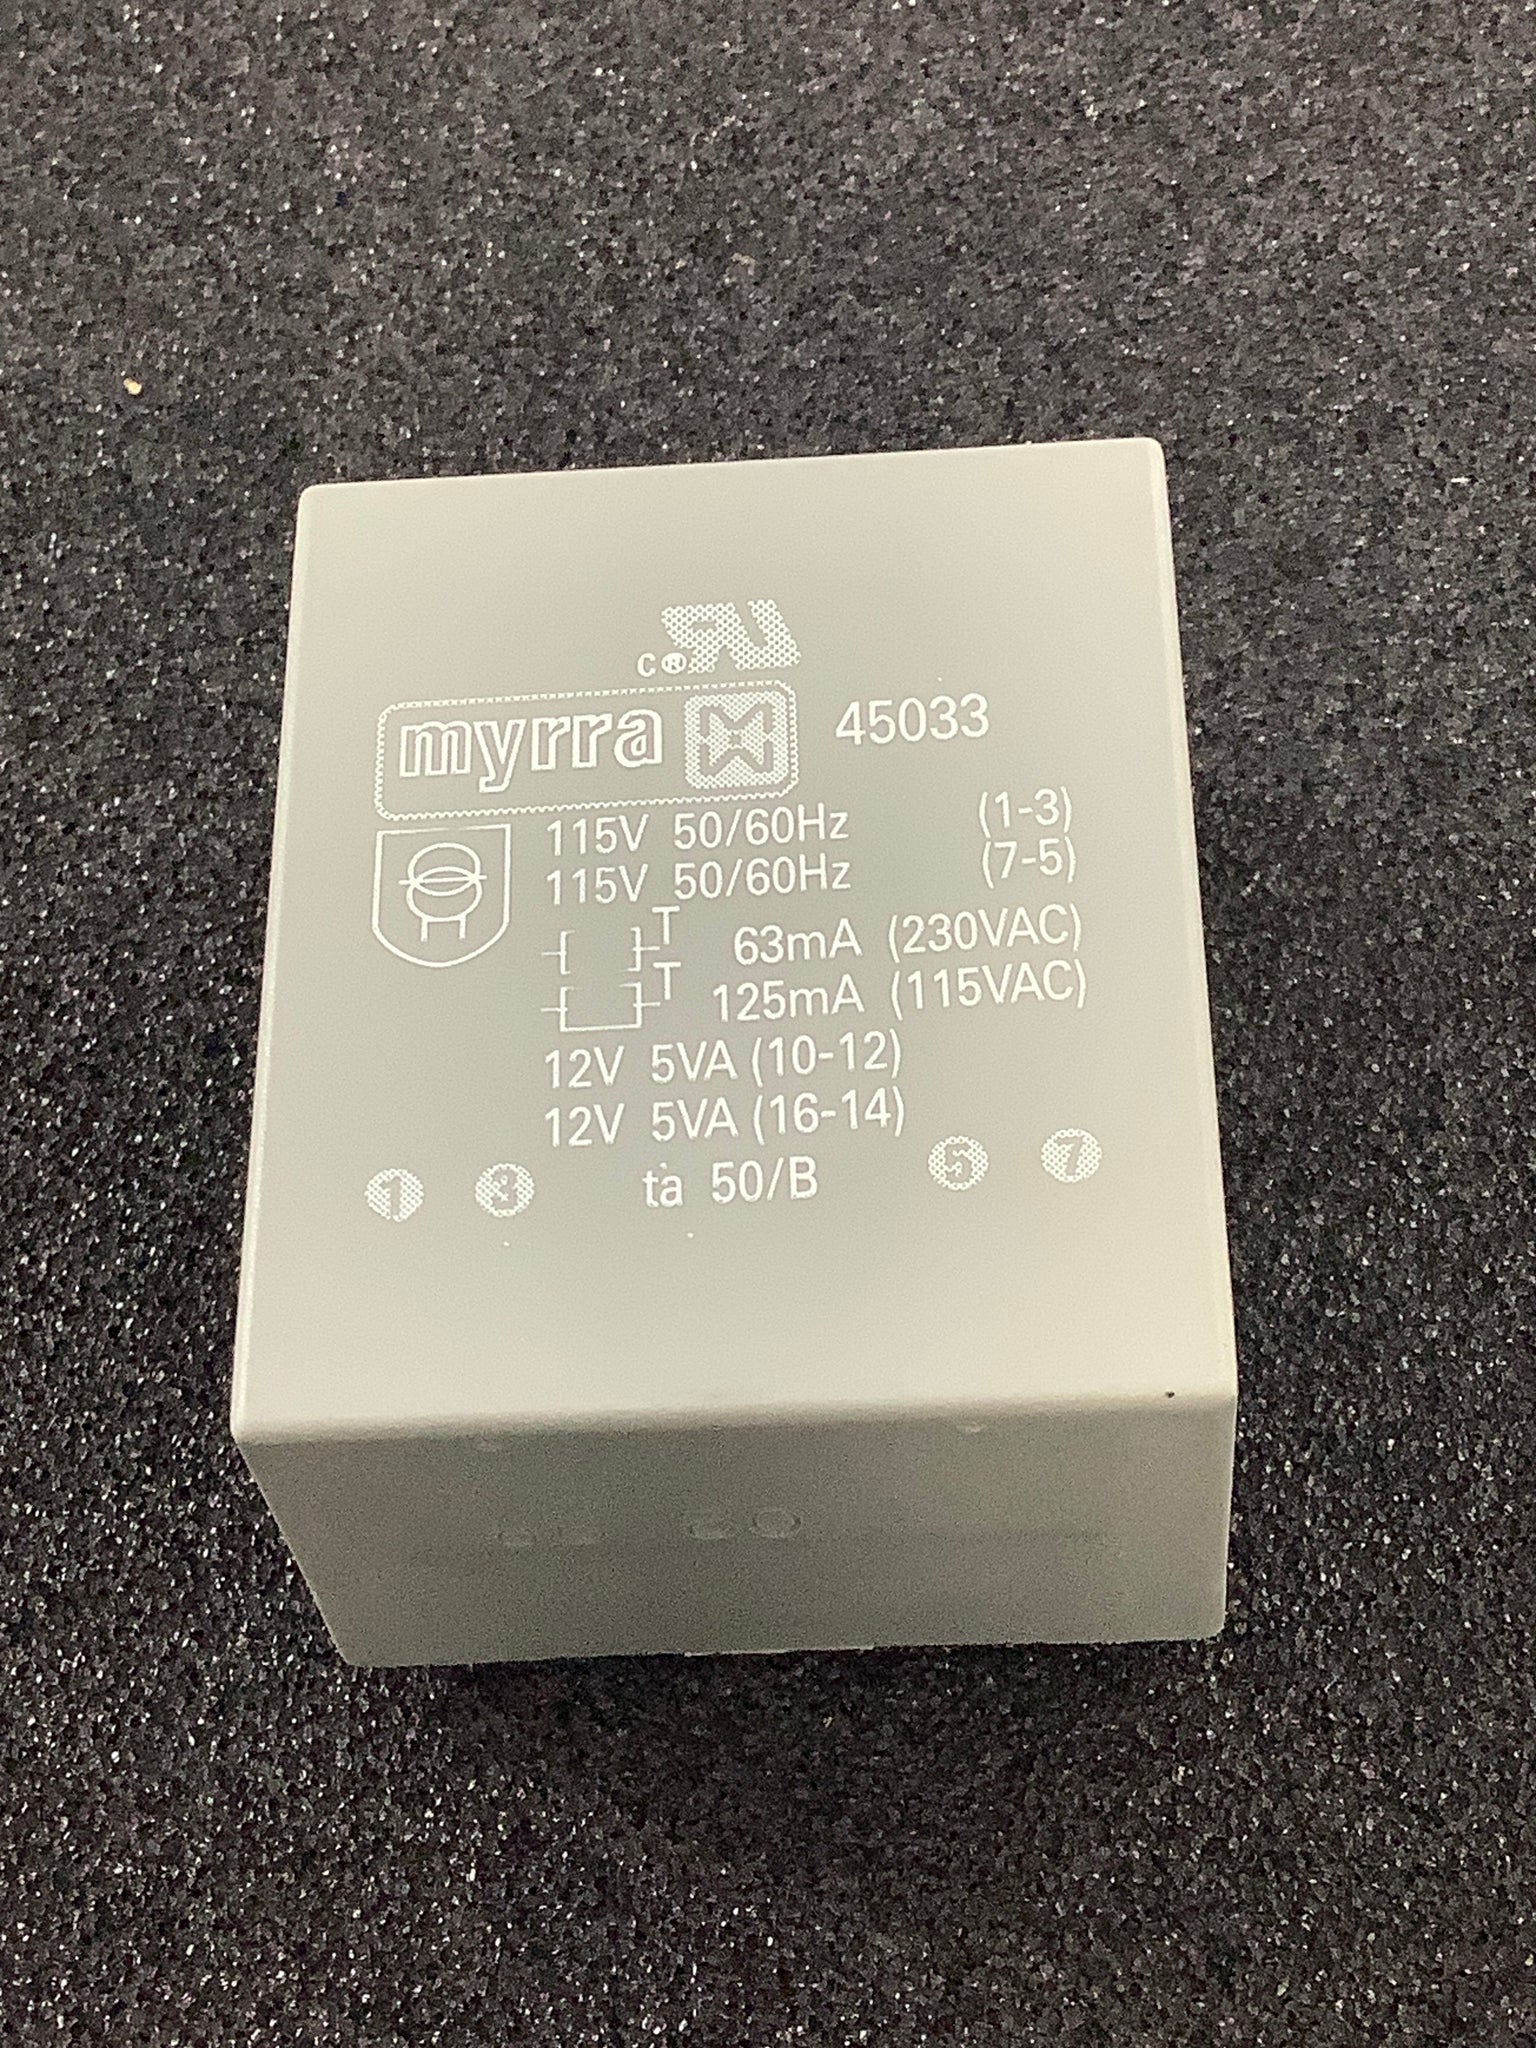 c ® RU
myrra 45033
115V 50/60Hz (1-3)
115V 50/60Hz (7-5)
T 63mA (230VAC)
T 125mA (115VAC)
12V 5VA (10-12)
12V 5VA (16-14)
1 3 ta 50/B 5 7